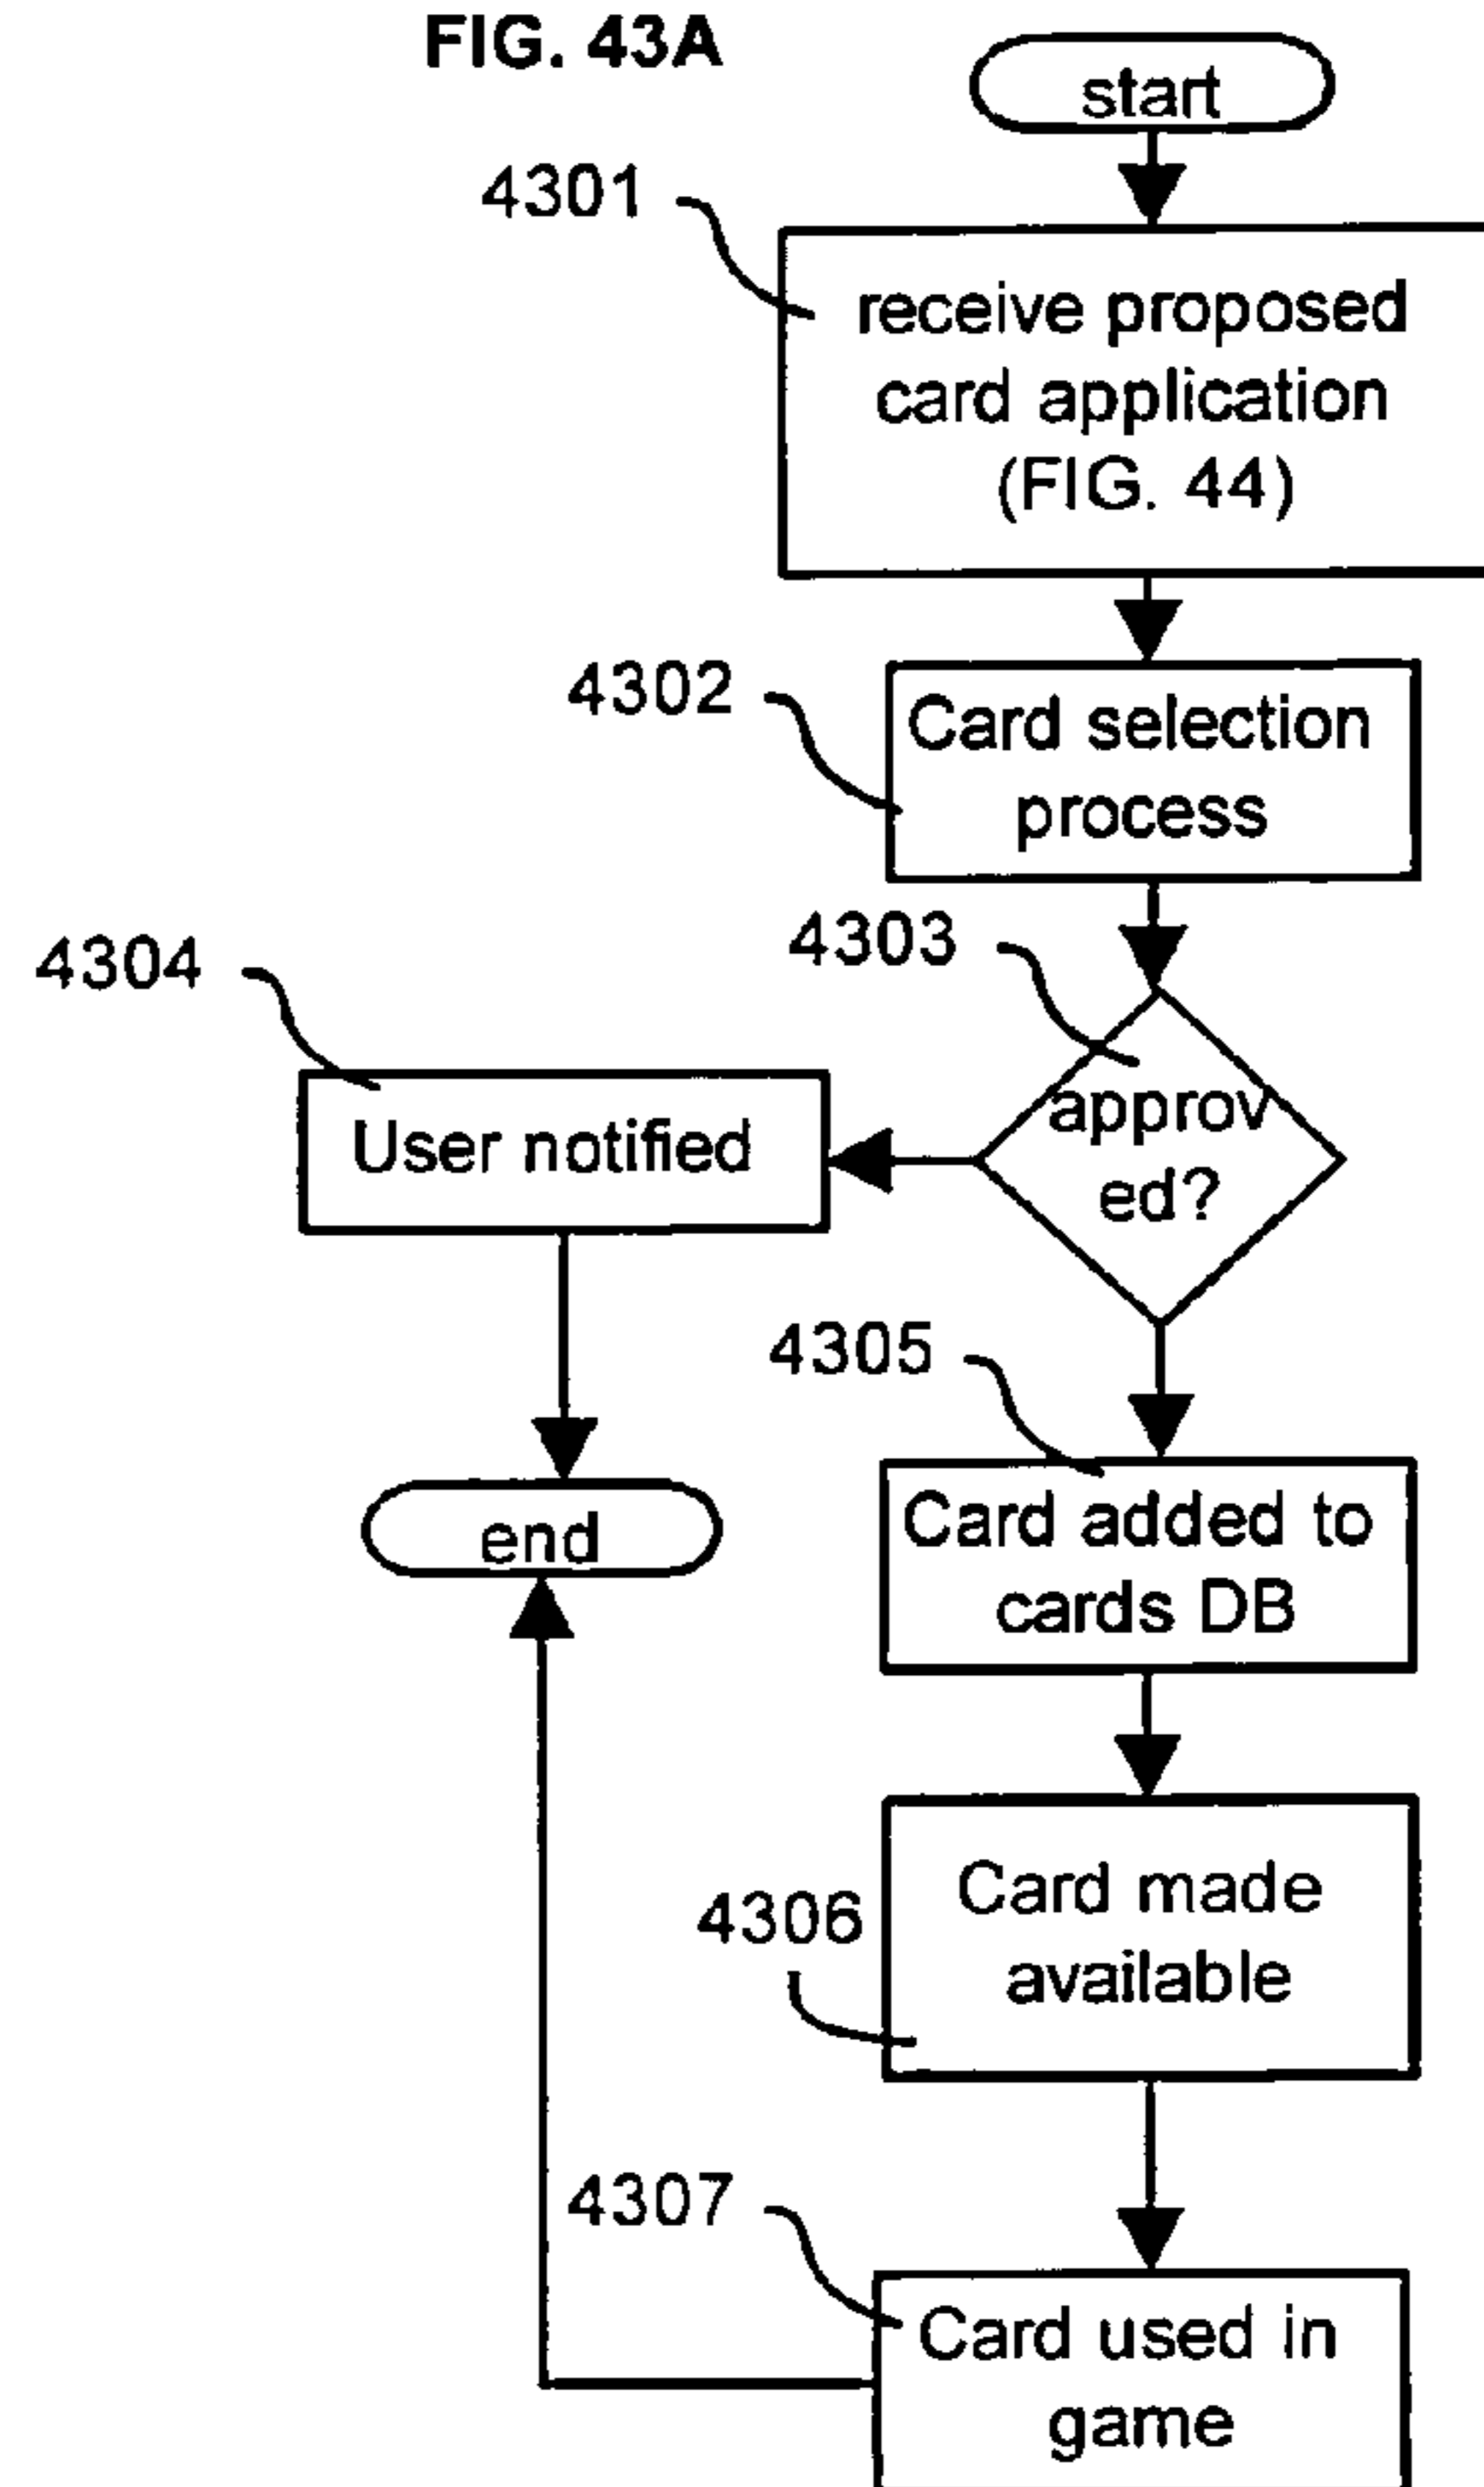 FIG. 43A
start
4301
receive proposed
card application
(FIG. 44)
4302
Card selection
process
4303
4304
approv
ed?
User notified
4305
end
Card added to
cards DB
4306
Card made
available
4307
Card used in
game